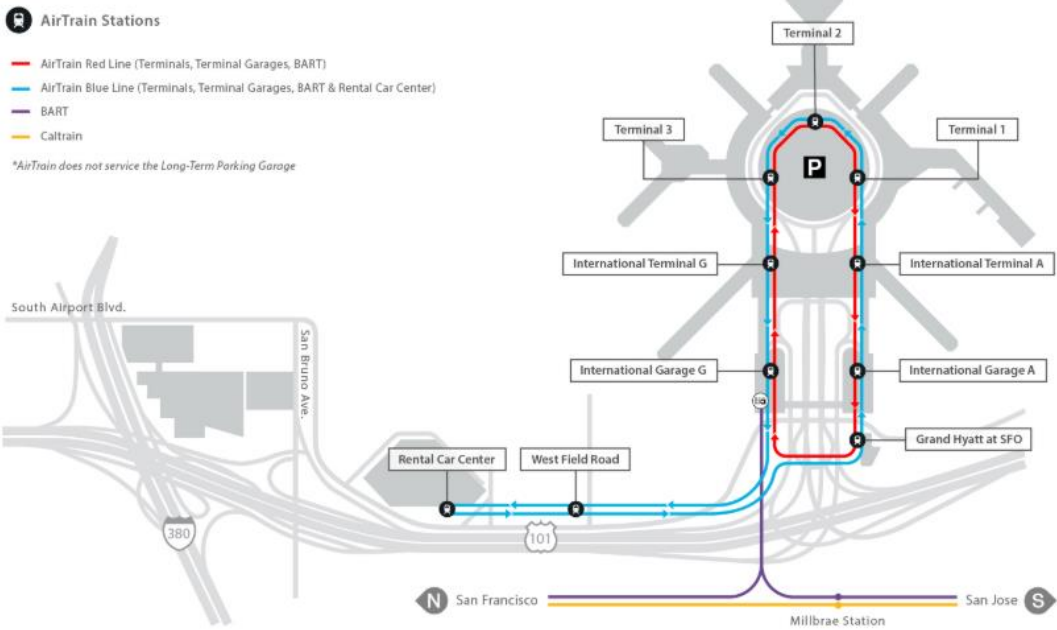 AirTrain Stations
AirTrain Red Line (Terminals, Terminal Garages, BART)
AirTrain Blue Line (Terminals, Terminal Garages, BART & Rental Car Center)
BART
Caltrain
*AirTrain does not service the Long-Term Parking Garage
Terminal 2
Terminal 3
Terminal 1
P
International Terminal G
International Terminal A
South Airport Blvd.
San Bruno Ave.
International Garage G
International Garage A
Grand Hyatt at SFO
Rental Car Center
West Field Road
380
101
N
San Francisco
San Jose
S
Millbrae Station